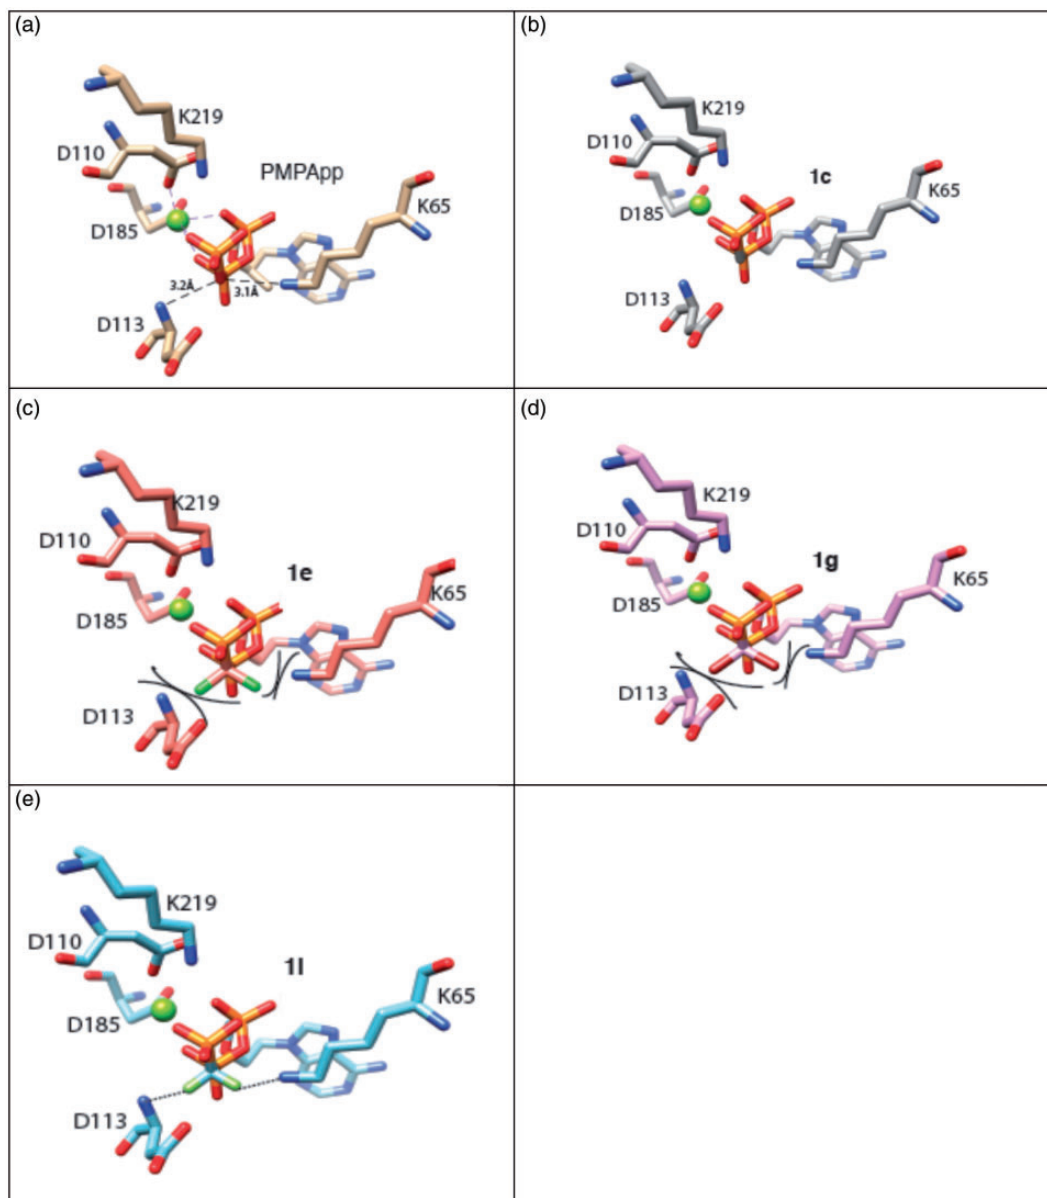 (a)
K219
D110
PMPApp
K65
D185
3.2Å
3.1Å
D113
(b)
K219
D110
1c
K65
D185
D113
(c)
K219
D110
1e
K65
D185
D113
(d)
K219
D110
1g
K65
D185
D113
(e)
K219
D110
1l
K65
D185
D113